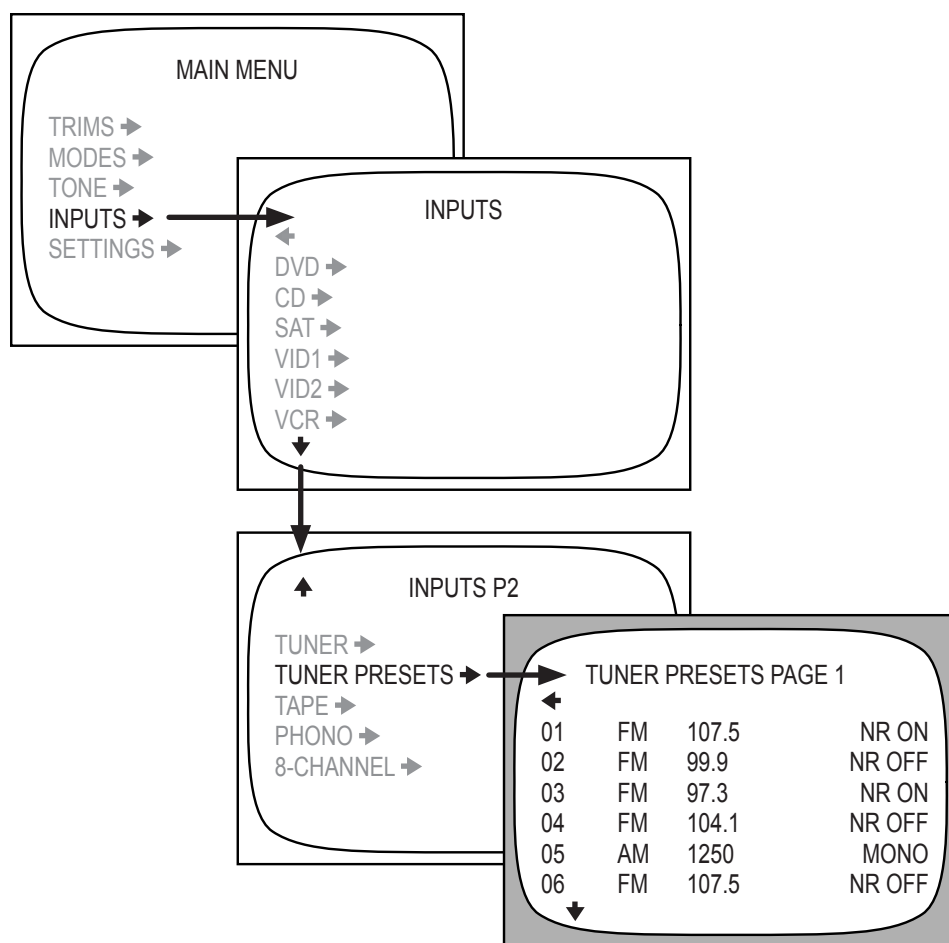 MAIN MENU
TRIMS
MODES
TONE
INPUTS
SETTINGS
INPUTS
DVD
CD
SAT
VID1
VID2
VCR
INPUTS P2
TUNER
TUNER PRESETS
TAPE
PHONO
8-CHANNEL
TUNER PRESETS PAGE 1
01 FM 107.5 NR ON
02 FM 99.9 NR OFF
03 FM 97.3 NR ON
04 FM 104.1 NR OFF
05 AM 1250 MONO
06 FM 107.5 NR OFF